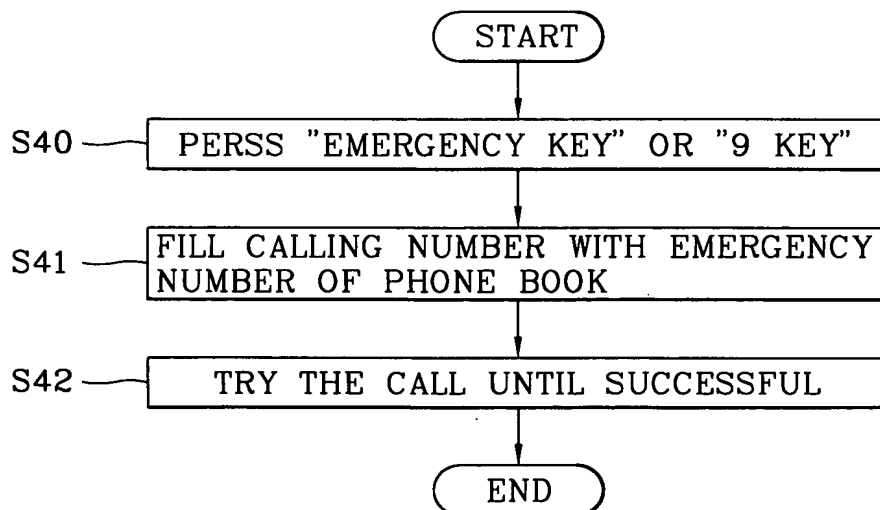 START
S40
PERSS "EMERGENCY KEY" OR "9 KEY"
S41
FILL CALLING NUMBER WITH EMERGENCY
NUMBER OF PHONE BOOK
S42
TRY THE CALL UNTIL SUCCESSFUL
END